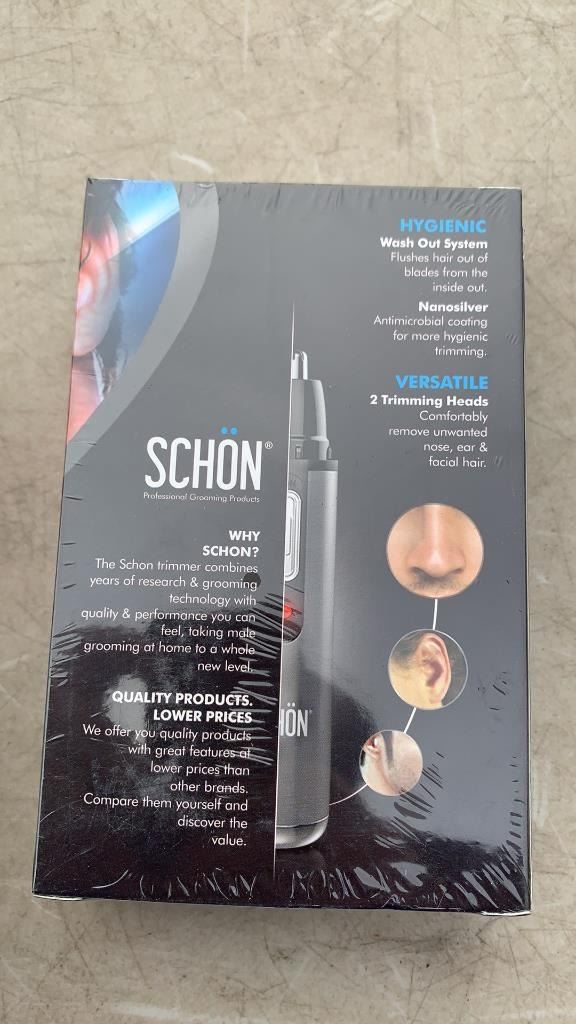 HYGIENIC
Wash Out System
Flushes hair out of
blades from the
inside out.
Nanosilver
Antimicrobial coating
for more hygienic
trimming.
VERSATILE
2 Trimming Heads
Comfortably
remove unwanted
nose, ear &
facial hair.
SCHÖN®
Professional Grooming Products
WHY
SCHON?
The Schon trimmer combines
years of research & grooming
technology with
quality & performance you can
feel, taking male
grooming at home to a whole
new level.
QUALITY PRODUCTS.
LOWER PRICES
We offer you quality products
with great features at
lower prices than
other brands.
Compare them yourself and
discover the
value.
HÖN®